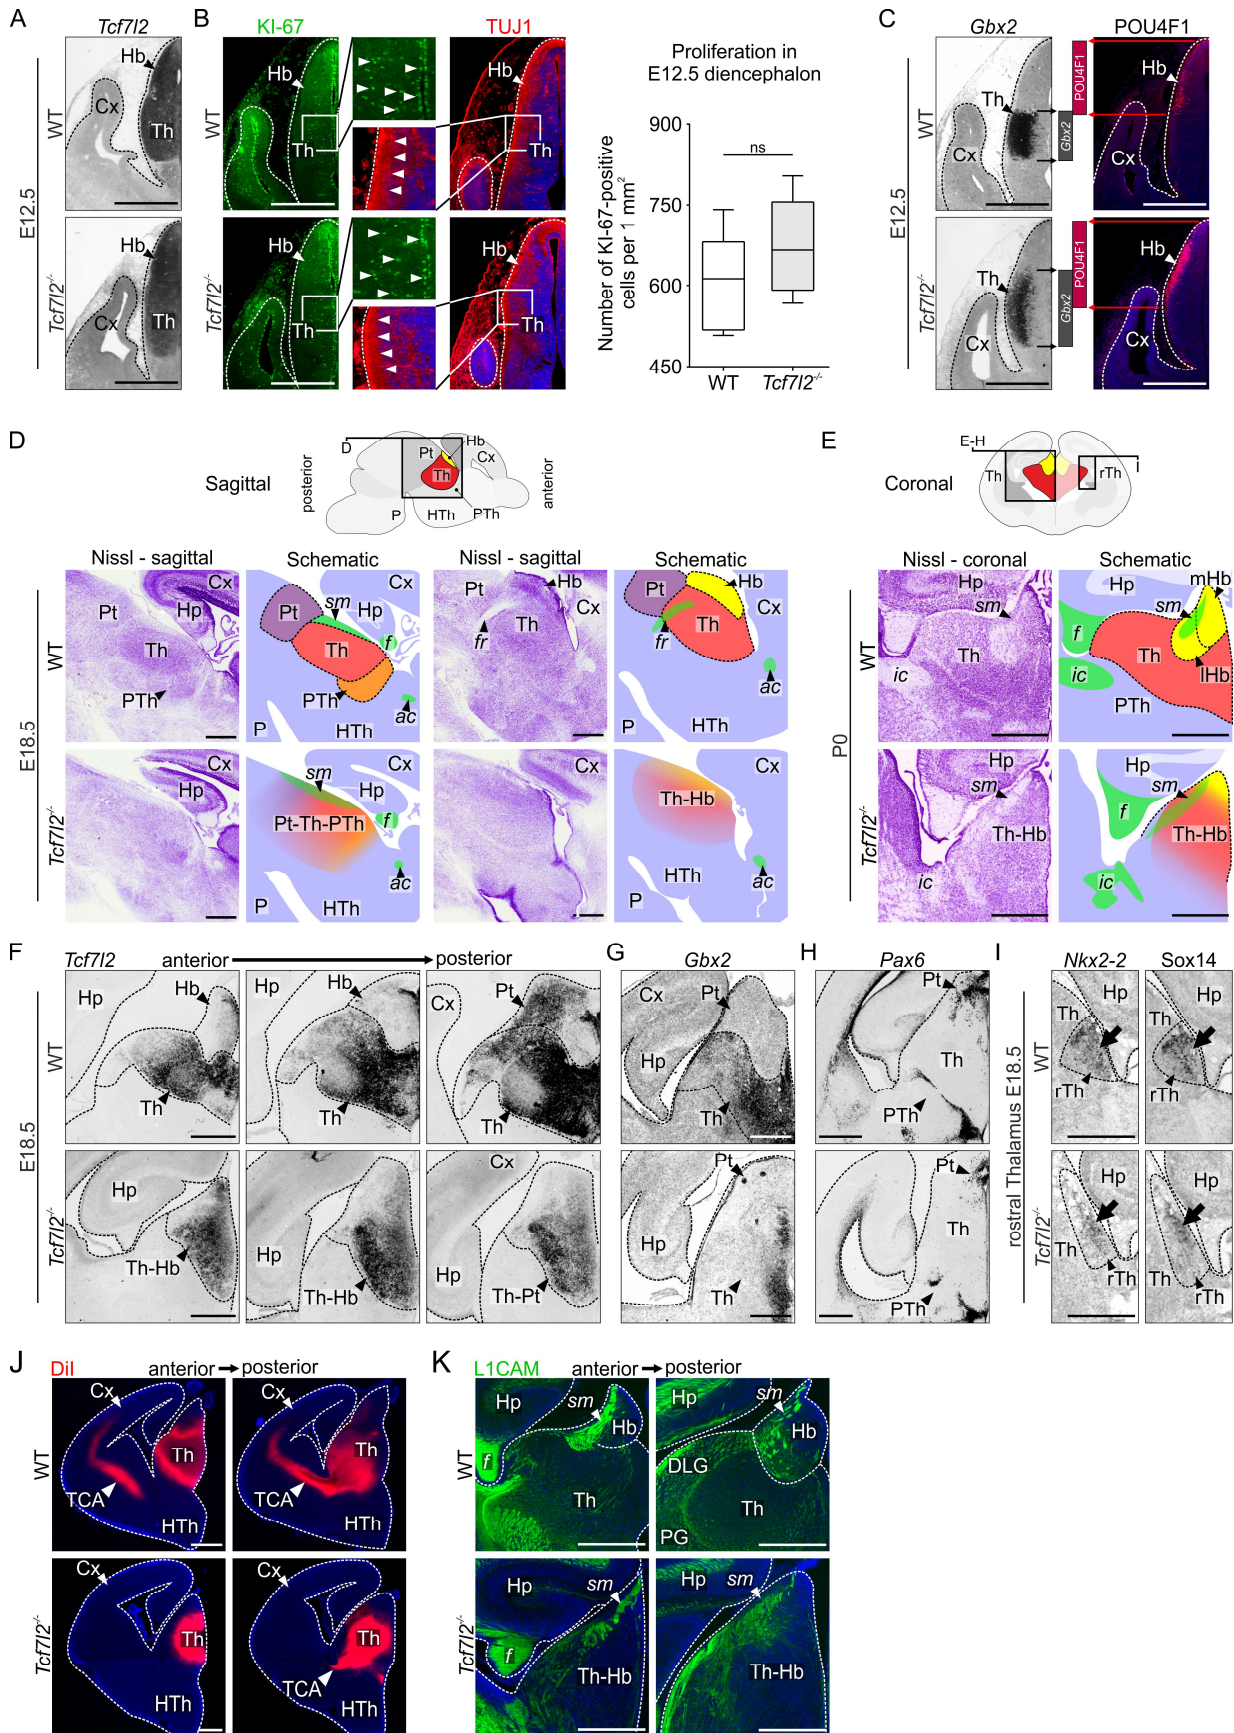 A
Tcf7l2
Hb
Cx
Th
WT
Hb
Cx
Th
Tcf7l2-/-
E12.5
B
KI-67
TUJ1
Hb
Th
Hb
Th
Hb
Th
Hb
Th
Proliferation in
E12.5 diencephalon
Number of KI-67-positive
cells per 1 mm²
900
750
600
450
ns
WT
Tcf7l2-/-
C
Gbx2
POU4F1
E12.5
WT
Th
Cx
POU4F1
Gbx2
Hb
Cx
Tcf7l2-/-
Th
Cx
POU4F1
Gbx2
Hb
Cx
D
Sagittal
posterior
D
Pt
Hb
Cx
Th
P
HTh
PTh
anterior
Nissl - sagittal
Schematic
Nissl - sagittal
Schematic
E18.5
WT
Pt
Cx
Hp
Th
PTh
Cx
Pt
sm
Hp
f
Th
PTh
ac
P
HTh
Pt
Hb
Cx
Th
fr
Pt
Hb
Cx
Th
fr
ac
P
HTh
Tcf7l2-/-
Cx
Hp
Cx
sm
Hp
Pt-Th-PTh
f
ac
P
HTh
Cx
Th-Hb
HTh
ac
P
E
Coronal
E-H
Th
rTh
I
Nissl - coronal
Schematic
P0
WT
Hp
sm
Th
ic
Hp
mHb
sm
f
Th
ic
lHb
PTh
Tcf7l2-/-
Hp
sm
Th-Hb
ic
Hp
sm
f
Th-Hb
ic
F
Tcf7l2
anterior
posterior
E18.5
WT
Hp
Hb
Th
Hp
Hb
Th
Cx
Pt
Th
Tcf7l2-/-
Hp
Th-Hb
Hp
Th-Hb
Cx
Hp
Th-Pt
G
Gbx2
Cx
Pt
Hp
Th
Pt
Hp
Th
H
Pax6
Pt
Th
PTh
Pt
Th
PTh
I
Nkx2-2
Sox14
rostral Thalamus E18.5
WT
Hp
Th
rTh
Hp
Th
rTh
Tcf7l2-/-
Hp
Th
rTh
Hp
Th
rTh
J
DiI
anterior
posterior
WT
Cx
Th
TCA
HTh
Cx
Th
TCA
HTh
Tcf7l2-/-
Cx
Th
HTh
Cx
Th
TCA
HTh
K
L1CAM
anterior
posterior
WT
Hp
sm
Hb
f
Th
Hp
sm
Hb
DLG
Th
PG
Tcf7l2-/-
Hp
sm
f
Th-Hb
Hp
sm
Th-Hb